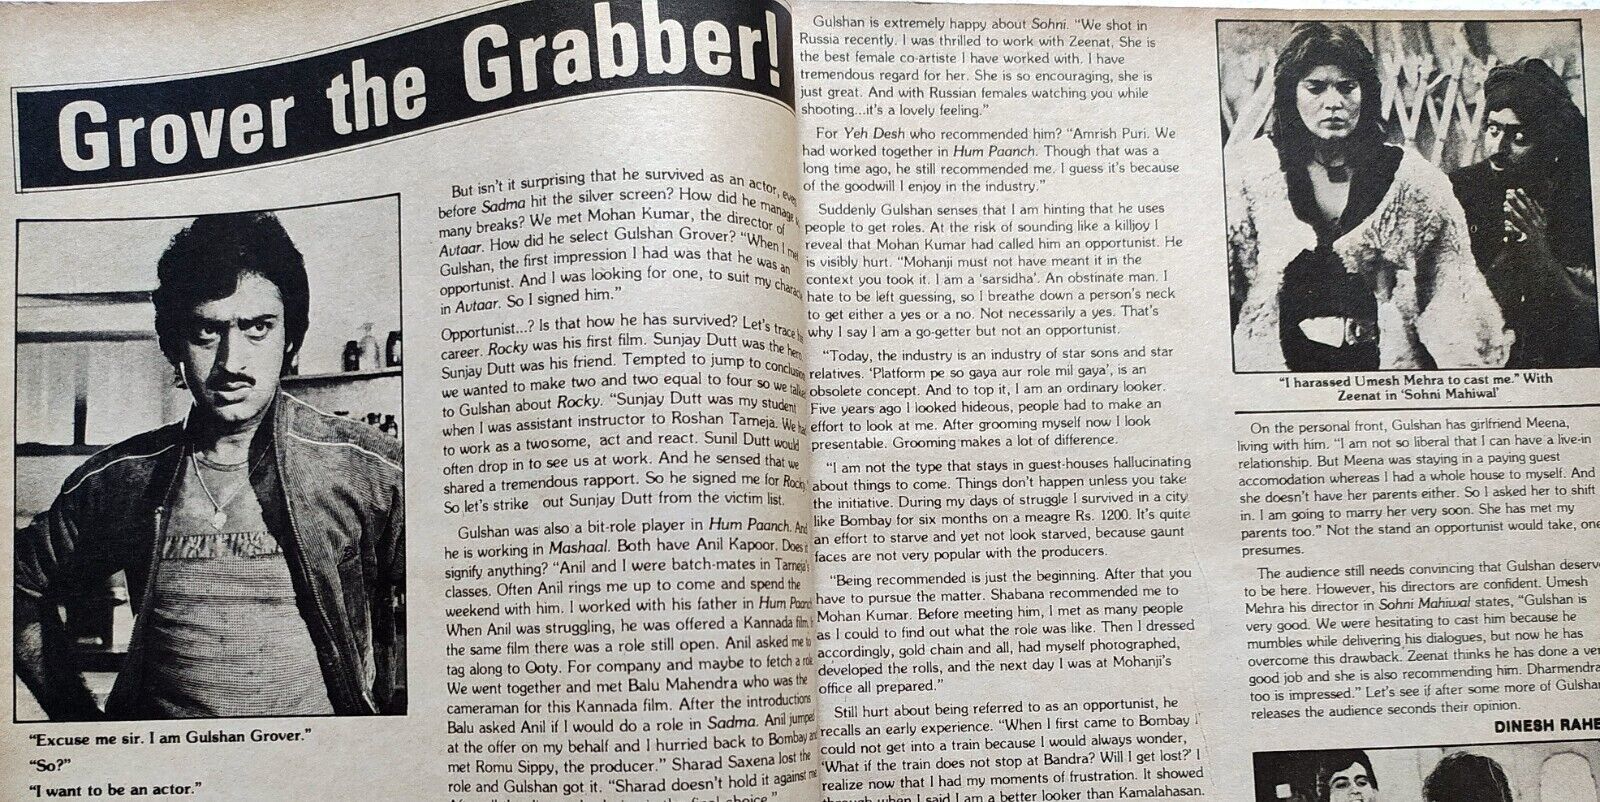 Grover the Grabber!
"Excuse me sir. I am Gulshan Grover."
"So?"
"I want to be an actor."
But isn't it surprising that he survived as an actor, even
before Sadma hit the silver screen? How did he manage
many breaks? We met Mohan Kumar, the director of
Avtaar. How did he select Gulshan Grover? "When I met
Gulshan, the first impression I had was that he was an
opportunist. And I was looking for one, to suit my
in Avtaar. So I signed him."
Opportunist...? Is that how he has survived? Let's trace
career. Rocky was his first film. Sunjay Dutt was the hero
Sunjay Dutt was his friend. Tempted to jump to
we wanted to make two and two equal to four so we
to Gulshan about Rocky. "Sunjay Dutt was my student
when I was assistant instructor to Roshan Tarneja. We had
to work as a twosome, act and react. Sunil Dutt would
often drop in to see us at work. And he sensed that we
shared a tremendous rapport. So he signed me for Rocky.
So let's strike out Sunjay Dutt from the victim list.
Gulshan was also a bit-role player in Hum Paanch. And
he is working in Mashaal. Both have Anil Kapoor. Does it
signify anything? "Anil and I were batch-mates in Tarneja's
classes. Often Anil rings me up to come and spend the
weekend with him. I worked with his father in Hum Paanch
When Anil was struggling, he was offered a Kannada film.
the same film there was a role still open. Anil asked me to
tag along to Ooty. For company and maybe to fetch a role
We went together and met Balu Mahendra who was the
cameraman for this Kannada film. After the introductions
Balu asked Anil if I would do a role in Sadma. Anil jumped
at the offer on my behalf and I hurried back to Bombay and
met Romu Sippy, the producer." Sharad Saxena lost the
role and Gulshan got it. "Sharad doesn't hold it against me
choice."
Gulshan is extremely happy about Sohni. "We shot in
Russia recently. I was thrilled to work with Zeenat. She is
the best female co-artiste I have worked with. I have
tremendous regard for her. She is so encouraging, she is
just great. And with Russian females watching you while
shooting...it's a lovely feeling."
For Yeh Desh who recommended him? "Amrish Puri. We
had worked together in Hum Paanch. Though that was a
long time ago, he still recommended me. I guess it's because
of the goodwill I enjoy in the industry."
Suddenly Gulshan senses that I am hinting that he uses
people to get roles. At the risk of sounding like a killjoy I
reveal that Mohan Kumar had called him an opportunist. He
is visibly hurt. "Mohanji must not have meant it in the
context you took it. I am a 'sarsidha'. An obstinate man. I
hate to be left guessing, so I breathe down a person's neck
to get either a yes or a no. Not necessarily a yes. That's
why I say I am a go-getter but not an opportunist.
"Today, the industry is an industry of star sons and star
relatives. 'Platform pe so gaya aur role mil gaya', is an
obsolete concept. And to top it, I am an ordinary looker.
Five years ago I looked hideous, people had to make an
effort to look at me. After grooming myself now I look
presentable. Grooming makes a lot of difference.
"I am not the type that stays in guest-houses hallucinating
about things to come. Things don't happen unless you take
the initiative. During my days of struggle I survived in a city
like Bombay for six months on a meagre Rs. 1200. It's quite
an effort to starve and yet not look starved, because gaunt
faces are not very popular with the producers.
"Being recommended is just the beginning. After that you
have to pursue the matter. Shabana recommended me to
Mohan Kumar. Before meeting him, I met as many people
as I could to find out what the role was like. Then I dressed
accordingly, gold chain and all, had myself phorographed,
developed the rolls, and the next day I was at Mohanji's
office all prepared."
Still hurt about being referred to as an opportunist, he
recalls an early experience. "When I first came to Bombay I
could not get into a train because I would always wonder,
'What if the train does not stop at Bandra? Will I get lost?' I
realize now that I had my moments of frustration. It showed
through when I said I am a better looker than Kamalahasan.
"I harassed Umesh Mehra to cast me." With
Zeenat in 'Sohni Mahiwal'
On the personal front, Gulshan has girlfriend Meena,
living with him. "I am not so liberal that I can have a live-in
relationship. But Meena was staying in a paying guest
accomodation whereas I had a whole house to myself. And
she doesn't have her parents either. So I asked her to shift
in. I am going to marry her very soon. She has met my
parents too." Not the stand an opportunist would take, one
presumes.
The audience still needs convincing that Gulshan deserve
to be here. However, his directors are confident. Umesh
Mehra his director in Sohni Mahiwal states, "Gulshan is
very good. We were hesitating to cast him because he
mumbles while delivering his dialogues, but now he has
overcome this drawback. Zeenat thinks he has done a ver
good job and she is also recommending him. Dharmendra
too is impressed." Let's see if after some more of Gulshan
releases the audience seconds their opinion.
DINESH RAHE